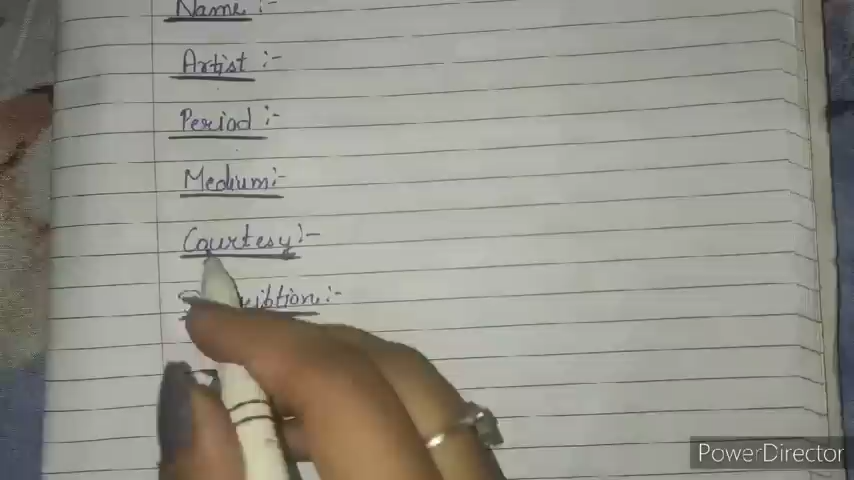 Name :-
Artist :-
Period :-
Medium:-
Courtesy:-
PowerDirector